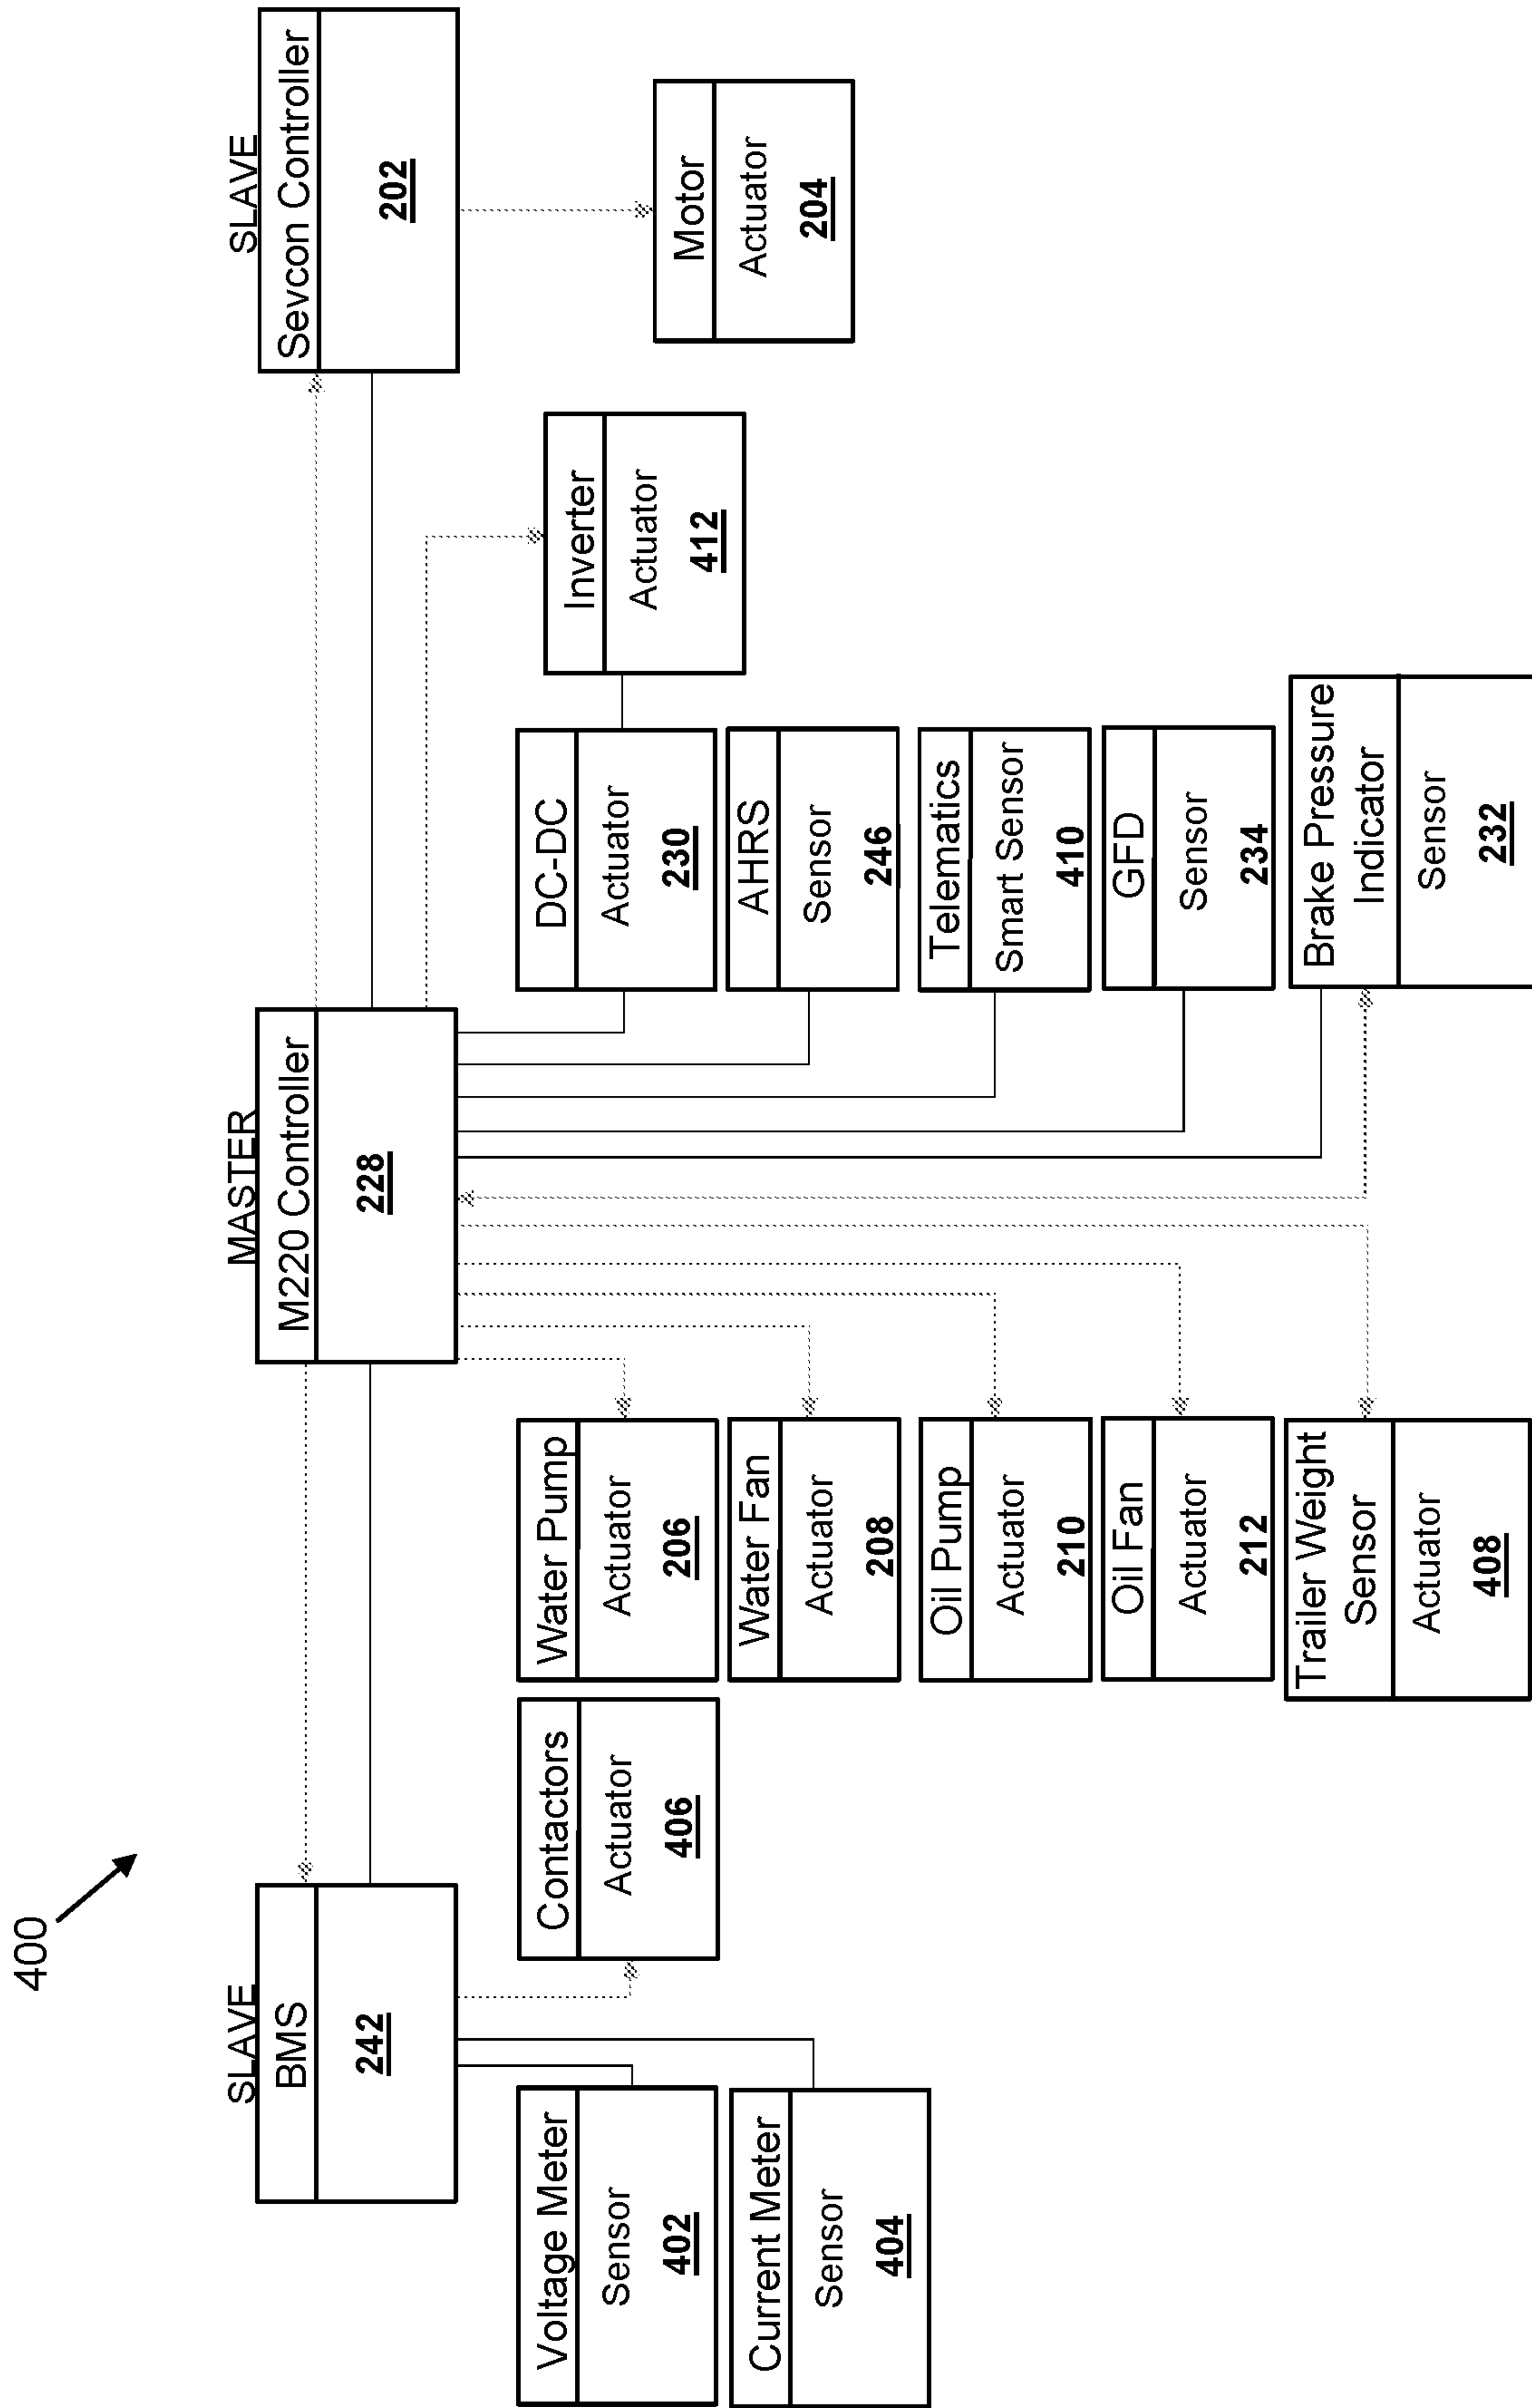 400
SLAVE
BMS
242
Voltage Meter
Sensor
402
Current Meter
Sensor
404
Contactors
Actuator
406
MASTER
M220 Controller
228
Water Pump
Actuator
206
Water Fan
Actuator
208
Oil Pump
Actuator
210
Oil Fan
Actuator
212
Trailer Weight
Sensor
Actuator
408
DC-DC
Actuator
230
AHRS
Sensor
246
Telematics
Smart Sensor
410
GFD
Sensor
234
Brake Pressure
Indicator
Sensor
232
Inverter
Actuator
412
SLAVE
Sevcon Controller
202
Motor
Actuator
204